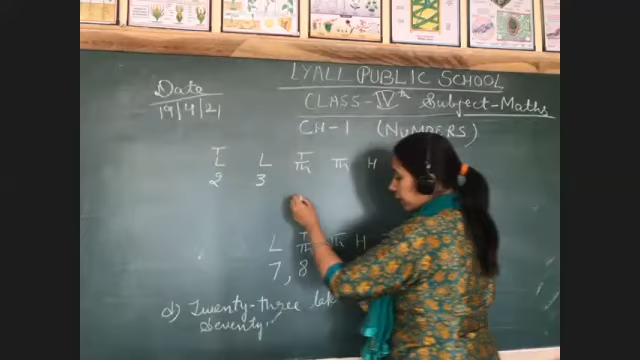 LYALL PUBLIC SCHOOL
Date
CLASS-IVth Subject-Maths
19/4/21
CH-1 (NUMBERS)
TL L TTh Th H
2 3
L TTh Th H
7, 8
d) Twenty-three
Seventy